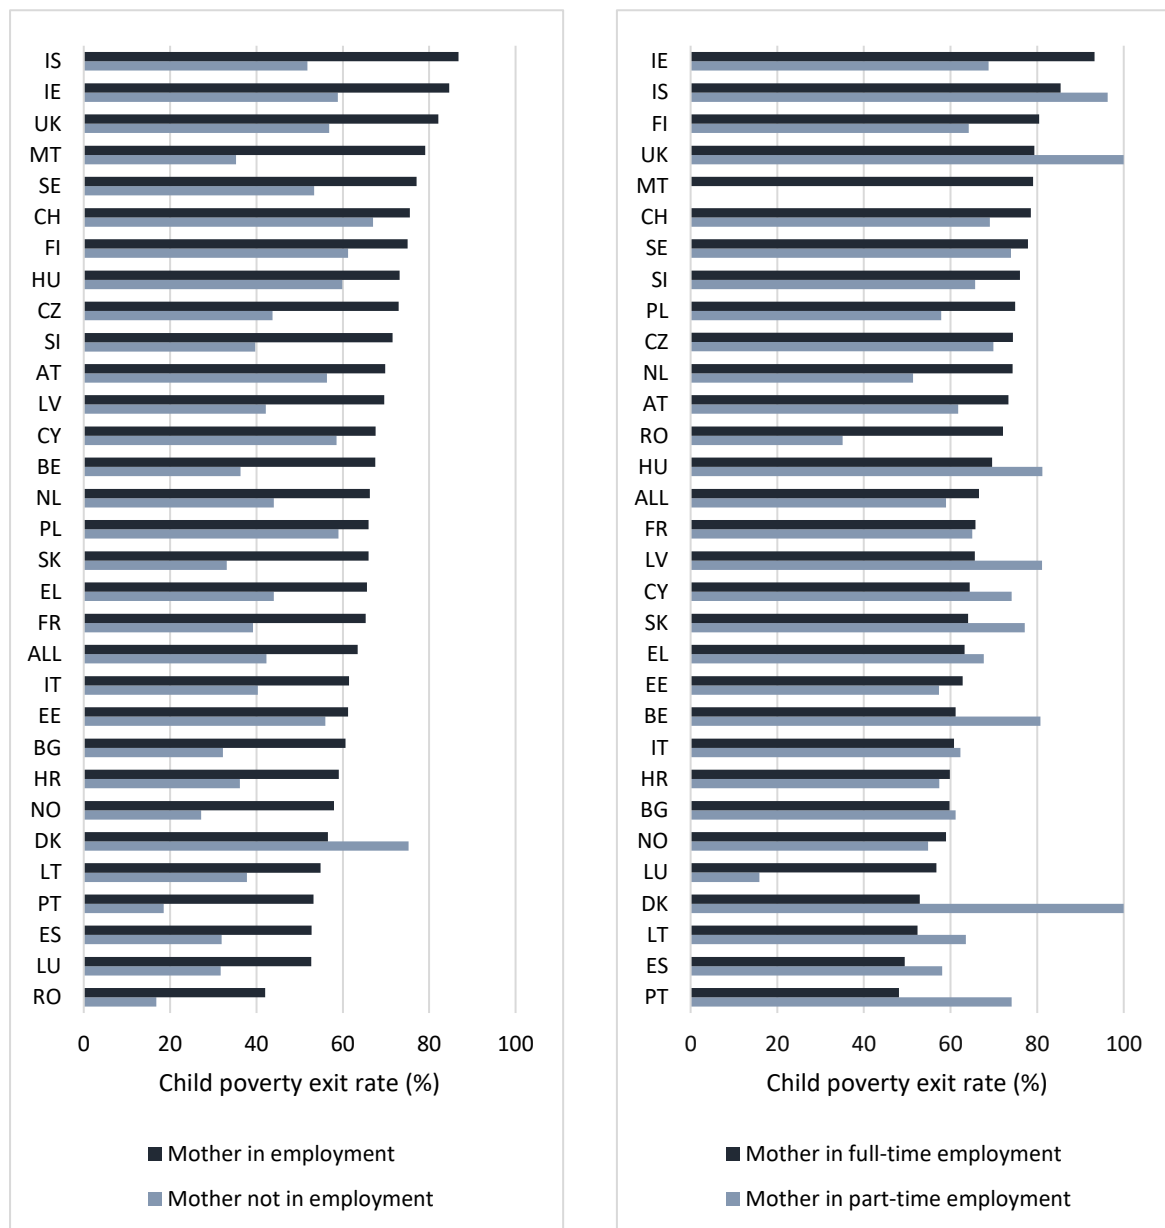 IS
IE
UK
MT
SE
CH
FI
HU
CZ
SI
AT
LV
CY
BE
NL
PL
SK
EL
FR
ALL
IT
EE
BG
HR
NO
DK
LT
PT
ES
LU
RO
0 20 40 60 80 100
Child poverty exit rate (%)
Mother in employment
Mother not in employment
IE
IS
FI
UK
MT
CH
SE
SI
PL
CZ
NL
AT
RO
HU
ALL
FR
LV
CY
SK
EL
EE
BE
IT
HR
BG
NO
LU
DK
LT
ES
PT
0 20 40 60 80 100
Child poverty exit rate (%)
Mother in full-time employment
Mother in part-time employment